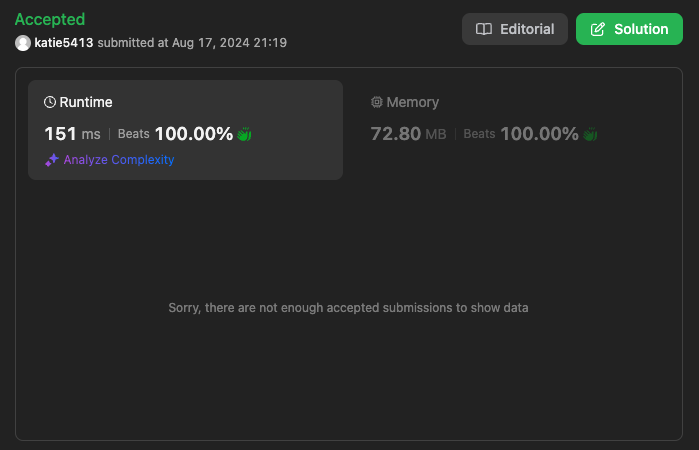 Accepted
katie5413 submitted at Aug 17, 2024 21:19
Editorial
Solution
Runtime
151 ms | Beats 100.00%
Analyze Complexity
Memory
72.80 MB | Beats 100.00%
Sorry, there are not enough accepted submissions to show data